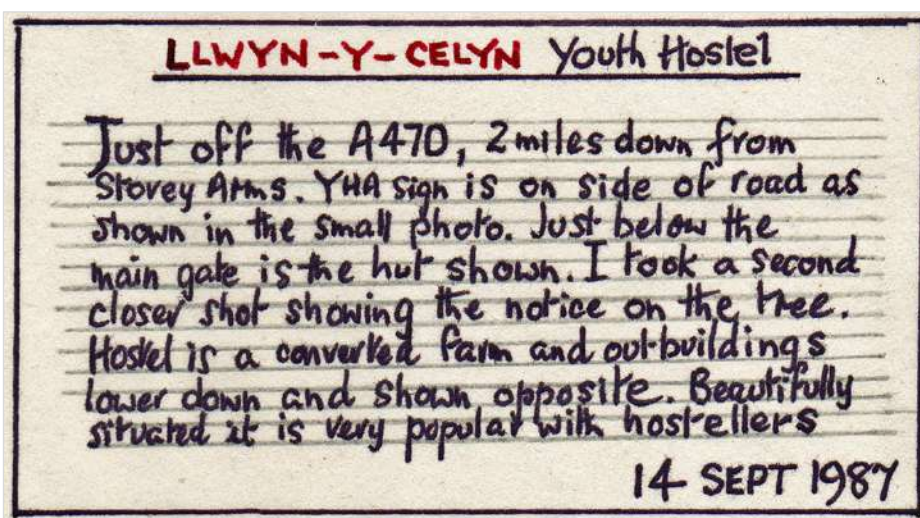 LLWYN-Y-CELYN Youth Hostel
Just off the A470, 2 miles down from
Storey Arms. YHA sign is on side of road as
shown in the small photo. Just below the
main gate is the hut shown. I took a second
closer shot showing the notice on the tree.
Hostel is a converted farm and outbuildings
lower down and shown opposite. Beautifully
situated it is very popular with hostellers
14 SEPT 1987